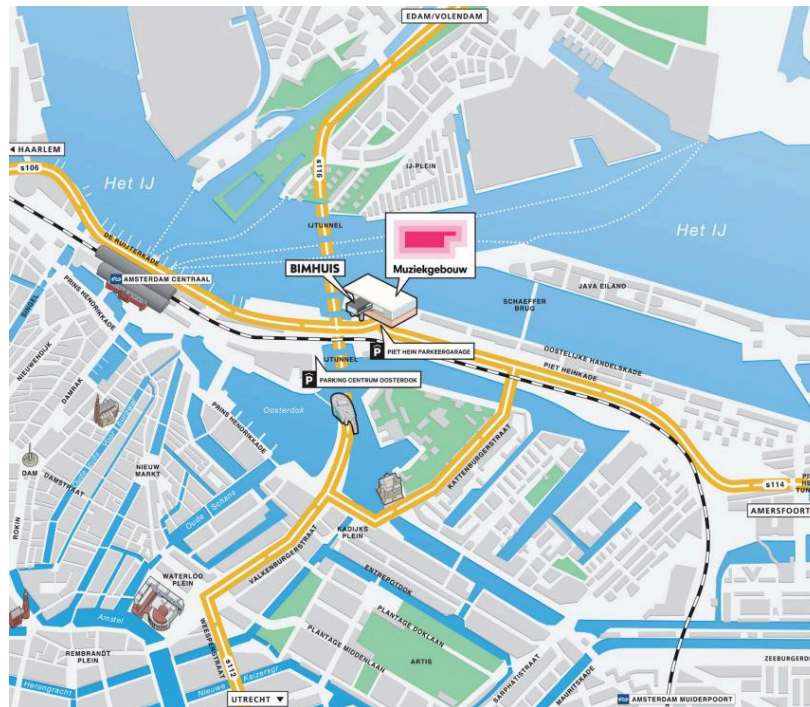 EDAM/VOLENDAM
◄ HAARLEM
s106
s116
IJ-PLEIN
Het IJ
Het IJ
DE RUIJTERKADE
IJTUNNEL
Muziekgebouw
BIMHUIS
AMSTERDAM CENTRAAL
JAVA EILAND
SCHAEFFER
BRUG
SINGEL
PRINS HENDRIKKADE
NIEUWENDIJK
DAMRAK
P PIET HEIN PARKEERGARAGE
IJTUNNEL
P PARKING CENTRUM OOSTERDOK
OOSTELIJKE HANDELSKADE
PIET HEINKADE
Oosterdok
PRINS HENDRIKKADE
KATTENBURGERSTRAAT
DAM
DAMSTRAAT
NIEUW
MARKT
Oude Schans
ROKIN
s114
AMERSFOORT
KADIJKS
PLEIN
VALKENBURGERSTRAAT
ENTREPOTDOK
WATERLOO
PLEIN
Amstel
PLANTAGE DOKLAAN
PLANTAGE MIDDENLAAN
ARTIS
WEESPERSTRAAT
REMBRANDT
PLEIN
s112
Herengracht
Nieuwe Keizersgr.
SARPHATISTRAAT
MAURITSKADE
ZEEBURGERD
UTRECHT ▼
AMSTERDAM MUIDERPOORT